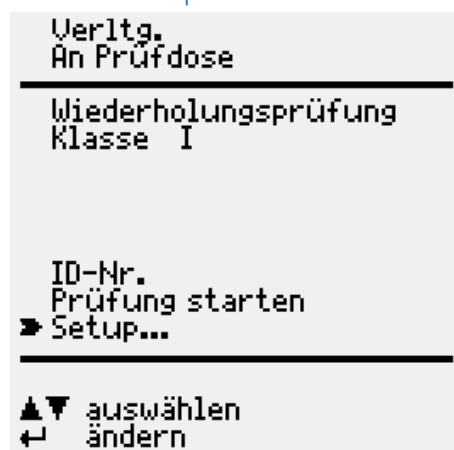 Verltg.
An Prüfdose
Wiederholungsprüfung
Klasse I
ID-Nr.
Prüfung starten
Setup...
▲▼ auswählen
↵ ändern